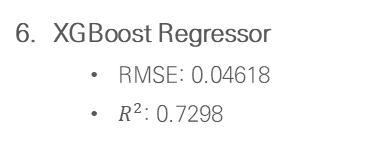 6. XGBoost Regressor
• RMSE: 0.04618
• R²: 0.7298